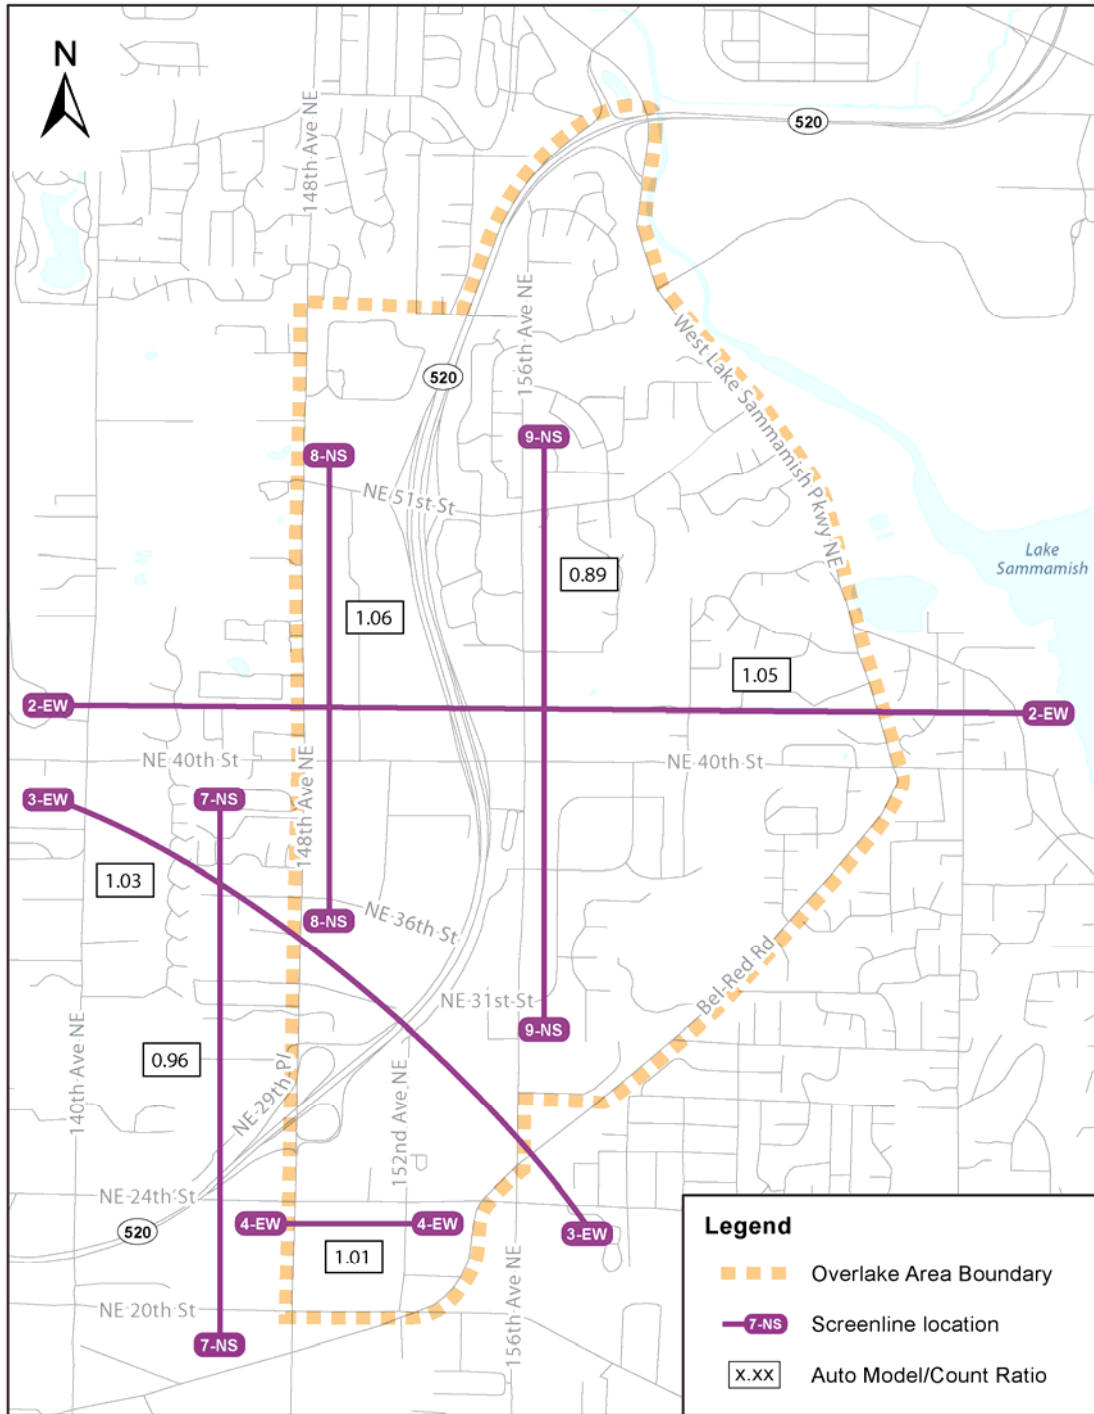 N
148th Ave NE
520
156th Ave NE
West Lake Sammamish Pkwy NE
520
8-NS
9-NS
NE 51st St
Lake
Sammamish
0.89
1.06
1.05
2-EW
2-EW
NE 40th St
NE 40th St
148th Ave NE
3-EW
7-NS
1.03
8-NS
NE 36th St
Bel-Red Rd
NE 31st St
9-NS
140th Ave NE
0.96
NE 29th Pl
152nd Ave NE
NE 24th St
520
4-EW
4-EW
3-EW
1.01
156th Ave NE
NE 20th St
7-NS
Legend
Overlake Area Boundary
7-NS Screenline location
x.xx Auto Model/Count Ratio